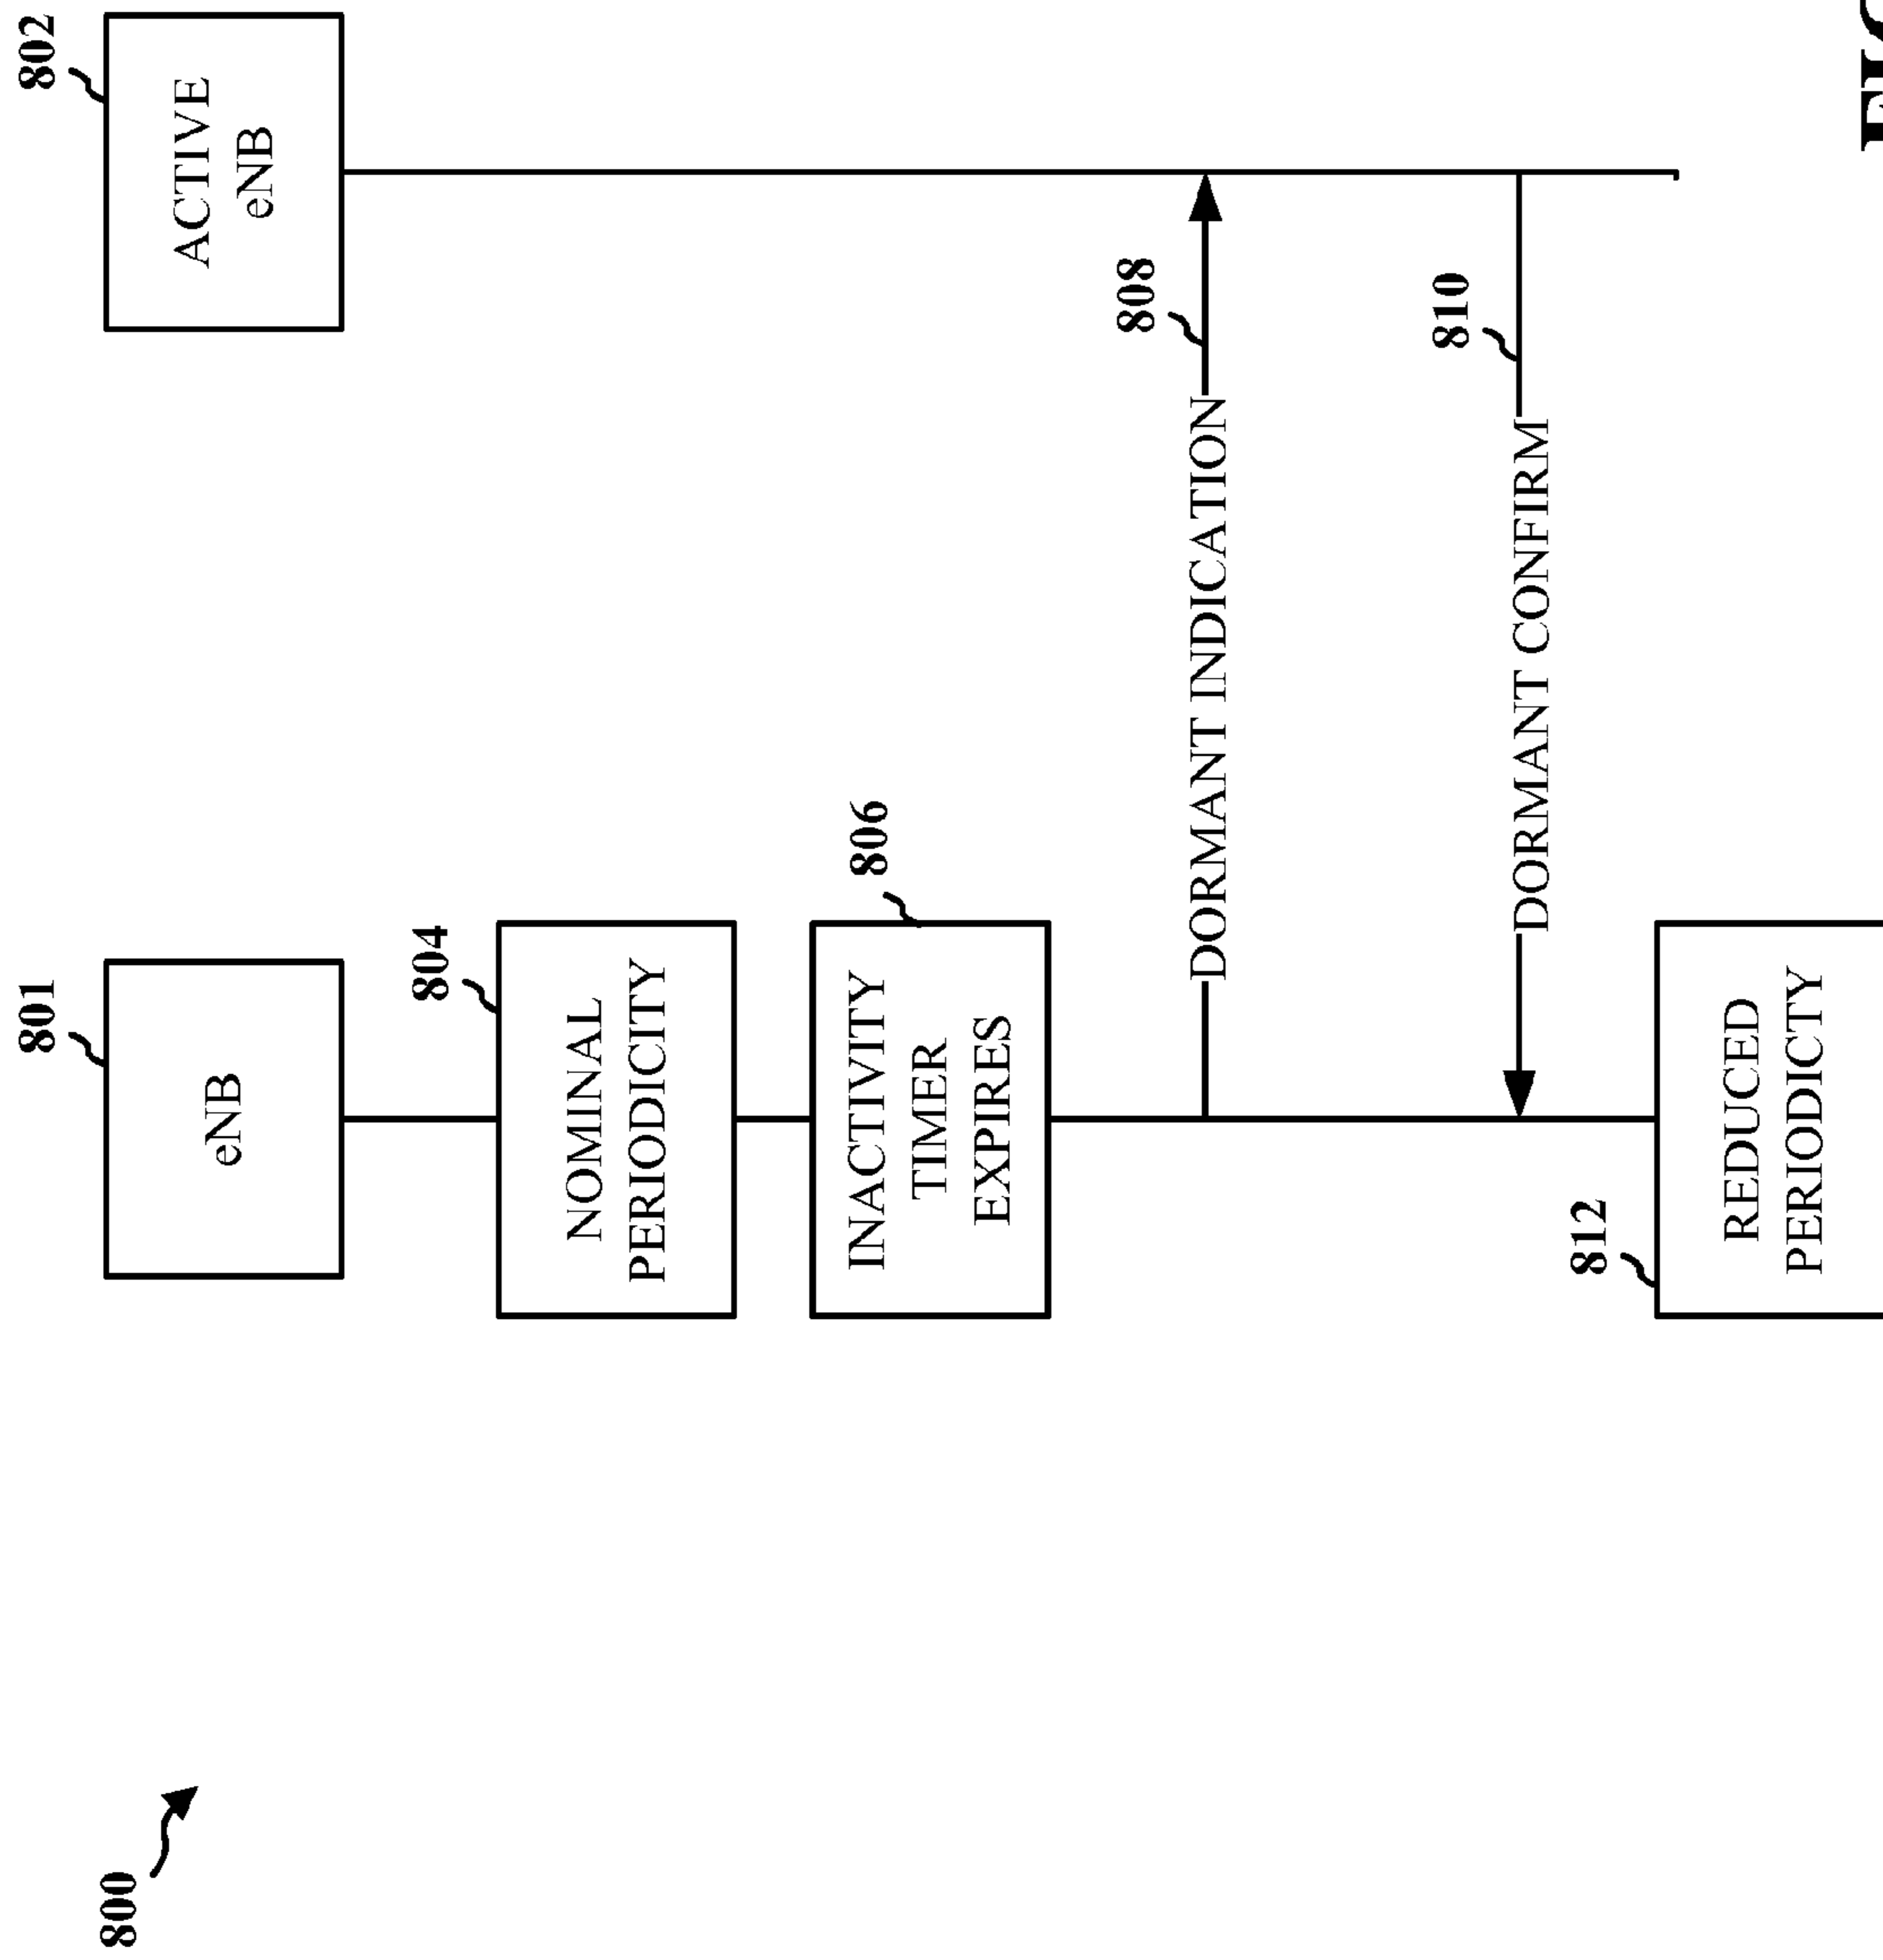 801
802
800
eNB
ACTIVE
eNB
804
NOMINAL
PERIODICITY
806
INACTIVITY
TIMER
EXPIRES
808
DORMANT INDICATION
810
DORMANT CONFIRM
812
REDUCED
PERIODICTY